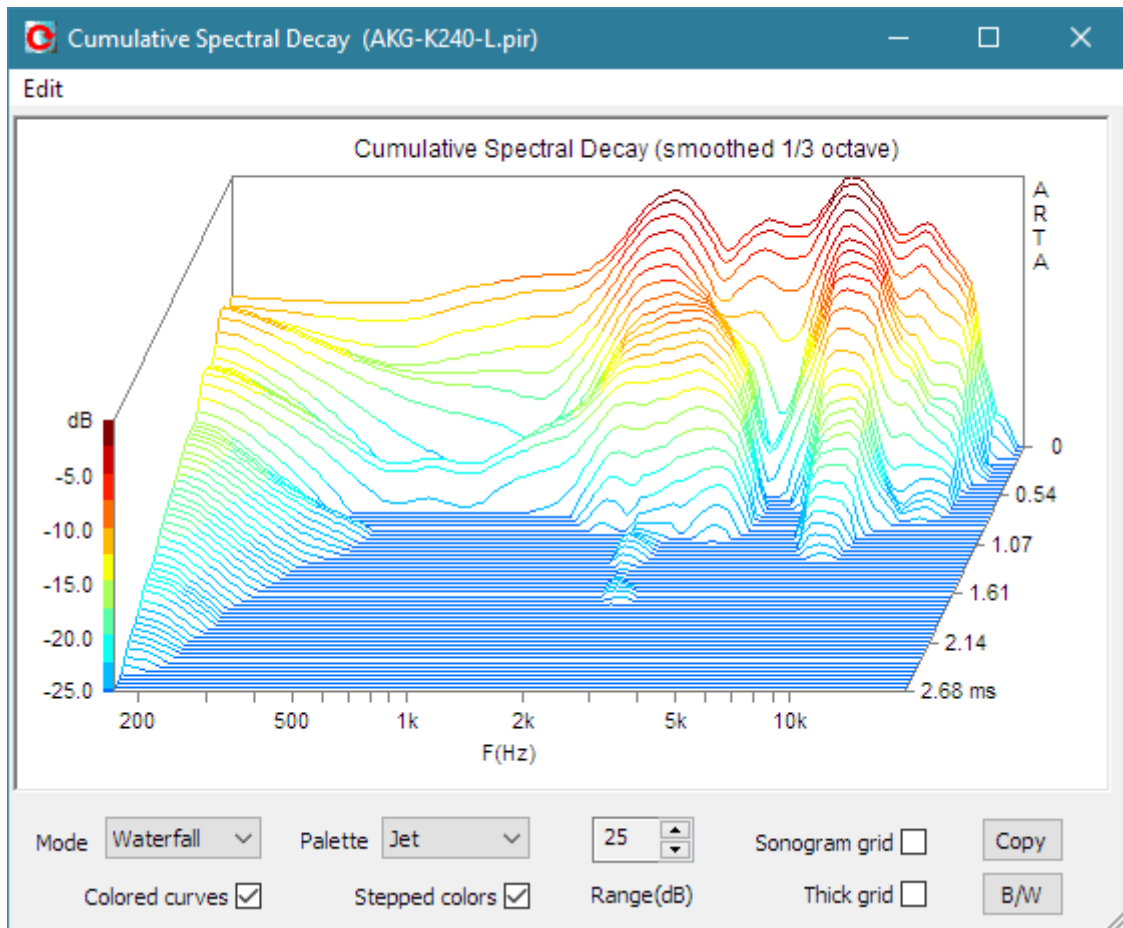 Cumulative Spectral Decay (AKG-K240-L.pir)
Edit
Cumulative Spectral Decay (smoothed 1/3 octave)
A
R
T
A
dB
-5.0
-10.0
-15.0
-20.0
-25.0
0
0.54
1.07
1.61
2.14
2.68 ms
200 500 1k 2k 5k 10k
F(Hz)
Mode Waterfall Palette Jet 25 Sonogram grid Copy
Colored curves Stepped colors Range(dB) Thick grid B/W